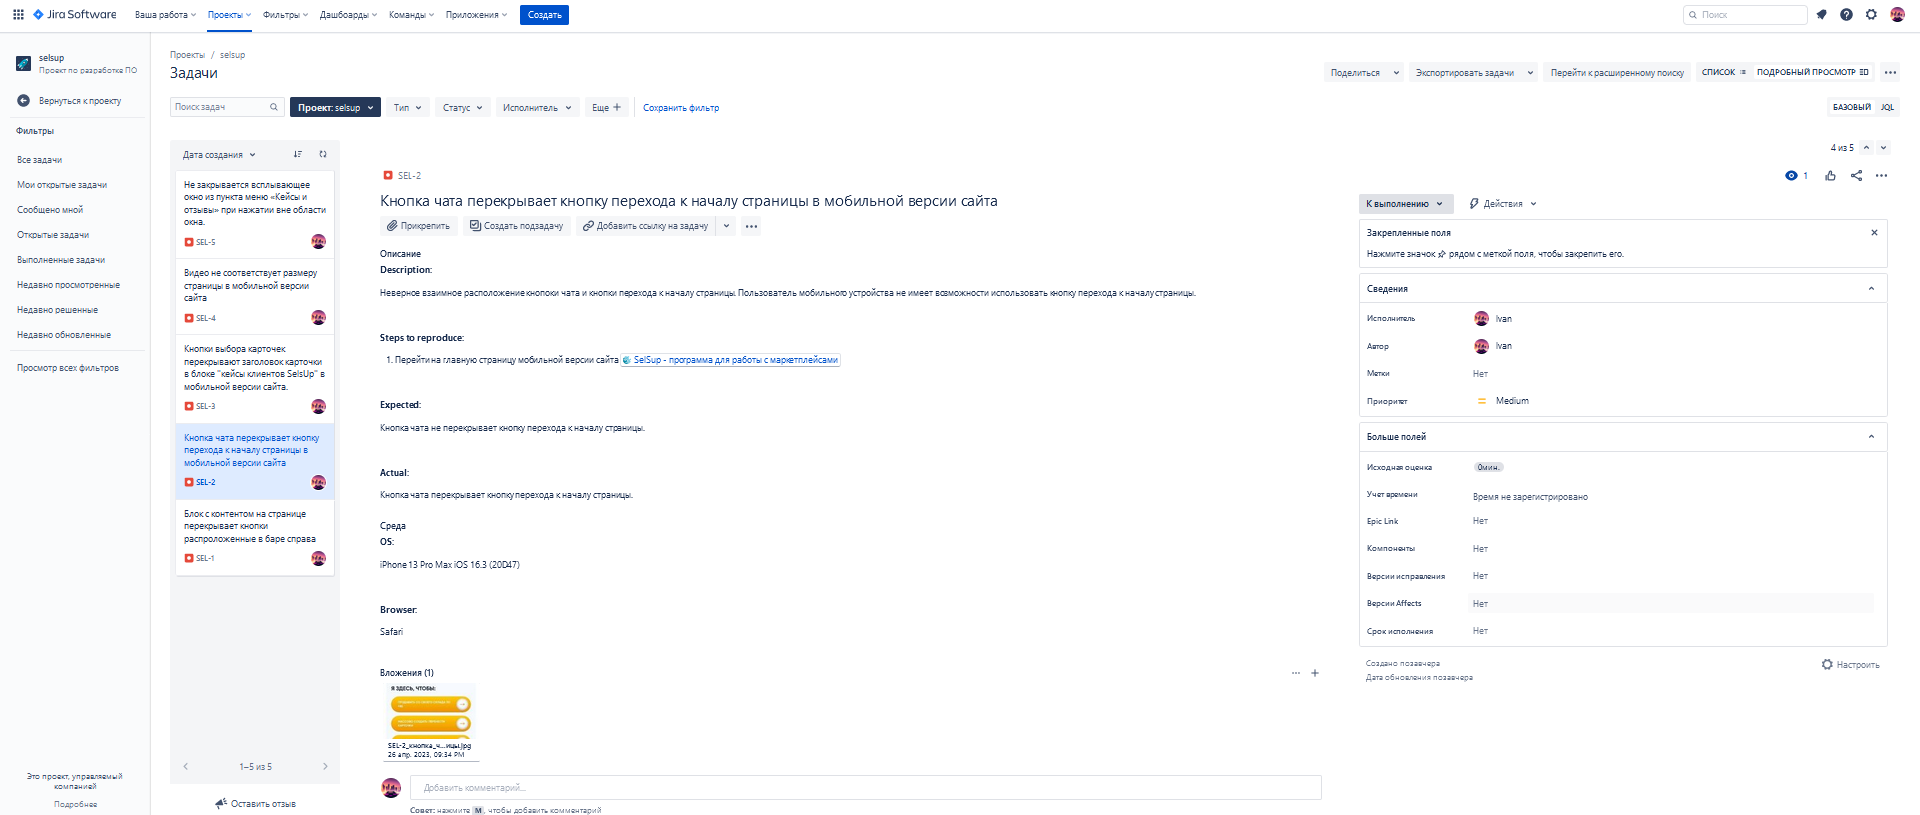 Jira Software
Ваша работа
Проекты
Фильтры
Дашбоарды
Команды
Приложения
Создать
Поиск
selsup
Проект по разработке ПО
Вернуться к проекту
Фильтры
Все задачи
Мои открытые задачи
Сообщено мной
Открытые задачи
Выполненные задачи
Недавно просмотренные
Недавно решенные
Недавно обновленные
Просмотр всех фильтров
Это проект, управляемый
компанией
Подробнее
Проекты / selsup
Задачи
Поделиться
Экспортировать задачи
Перейти к расширенному поиску
СПИСОК
ПОДРОБНЫЙ ПРОСМОТР
Поиск задач
Проект: selsup
Тип
Статус
Исполнитель
Еще
Сохранить фильтр
БАЗОВЫЙ
JQL
Дата создания
Не закрывается всплывающее
окно из пункта меню «Кейсы и
отзывы» при нажатии вне области
окна.
SEL-5
Видео не соответствует размеру
страницы в мобильной версии
сайта
SEL-4
Кнопки выбора карточек
перекрывают заголовок карточки
в блоке "кейсы клиентов SelsUp" в
мобильной версии сайта.
SEL-3
Кнопка чата перекрывает кнопку
перехода к началу страницы в
мобильной версии сайта
SEL-2
Блок с контентом на странице
перекрывает кнопки
распроложенные в баре справа
SEL-1
1–5 из 5
Оставить отзыв
4 из 5
SEL-2
1
Кнопка чата перекрывает кнопку перехода к началу страницы в мобильной версии сайта
Прикрепить
Создать подзадачу
Добавить ссылку на задачу
Описание
Description:
Неверное взаимное расположение кнопоки чата и кнопки перехода к началу страницы. Пользователь мобильного устройства не имеет возможности использовать кнопку перехода к началу страницы.
Steps to reproduce:
1. Перейти на главную страницу мобильной версии сайта SelSup - программа для работы с маркетплейсами
Expected:
Кнопка чата не перекрывает кнопку перехода к началу страницы.
Actual:
Кнопка чата перекрывает кнопку перехода к началу страницы.
Среда
OS:
iPhone 13 Pro Max iOS 16.3 (20D47)
Browser:
Safari
Вложения (1)
Я ЗДЕСЬ, ЧТОБЫ:
SEL-2_кнопка_ч...ицы.jpg
26 апр. 2023, 09:34 PM
Добавить комментарий...
Совет: нажмите M, чтобы добавить комментарий
К выполнению
Действия
Закрепленные поля
Нажмите значок рядом с меткой поля, чтобы закрепить его.
Сведения
Исполнитель
Ivan
Автор
Ivan
Метки
Нет
Приоритет
Medium
Больше полей
Исходная оценка
0мин.
Учет времени
Время не зарегистрировано
Epic Link
Нет
Компоненты
Нет
Версии исправления
Нет
Версии Affects
Нет
Срок исполнения
Нет
Создано позавчера
Дата обновления позавчера
Настроить